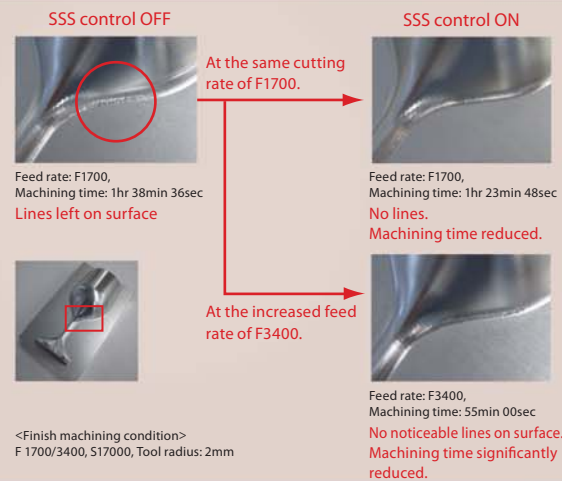 SSS control OFF
SSS control ON
At the same cutting
rate of F1700.
Feed rate: F1700,
Machining time: 1hr 38min 36sec
Lines left on surface
Feed rate: F1700,
Machining time: 1hr 23min 48sec
No lines.
Machining time reduced.
At the increased feed
rate of F3400.
Feed rate: F3400,
Machining time: 55min 00sec
No noticeable lines on surface.
Machining time significantly
reduced.
<Finish machining condition>
F 1700/3400, S17000, Tool radius: 2mm